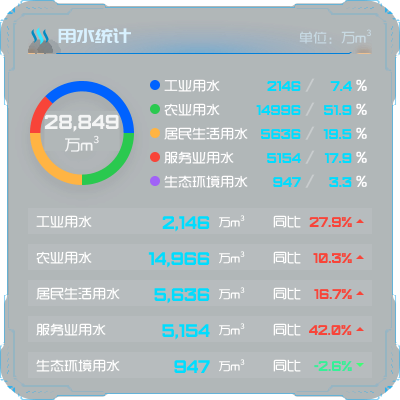 用水统计
单位：万m³
28,849
万m³
工业用水 2146 / 7.4 %
农业用水 14996 / 51.9 %
居民生活用水 5636 / 19.5 %
服务业用水 5154 / 17.9 %
生态环境用水 947 / 3.3 %
工业用水 2,146 万m³ 同比 27.9%
农业用水 14,966 万m³ 同比 10.3%
居民生活用水 5,636 万m³ 同比 16.7%
服务业用水 5,154 万m³ 同比 42.0%
生态环境用水 947 万m³ 同比 -2.6%